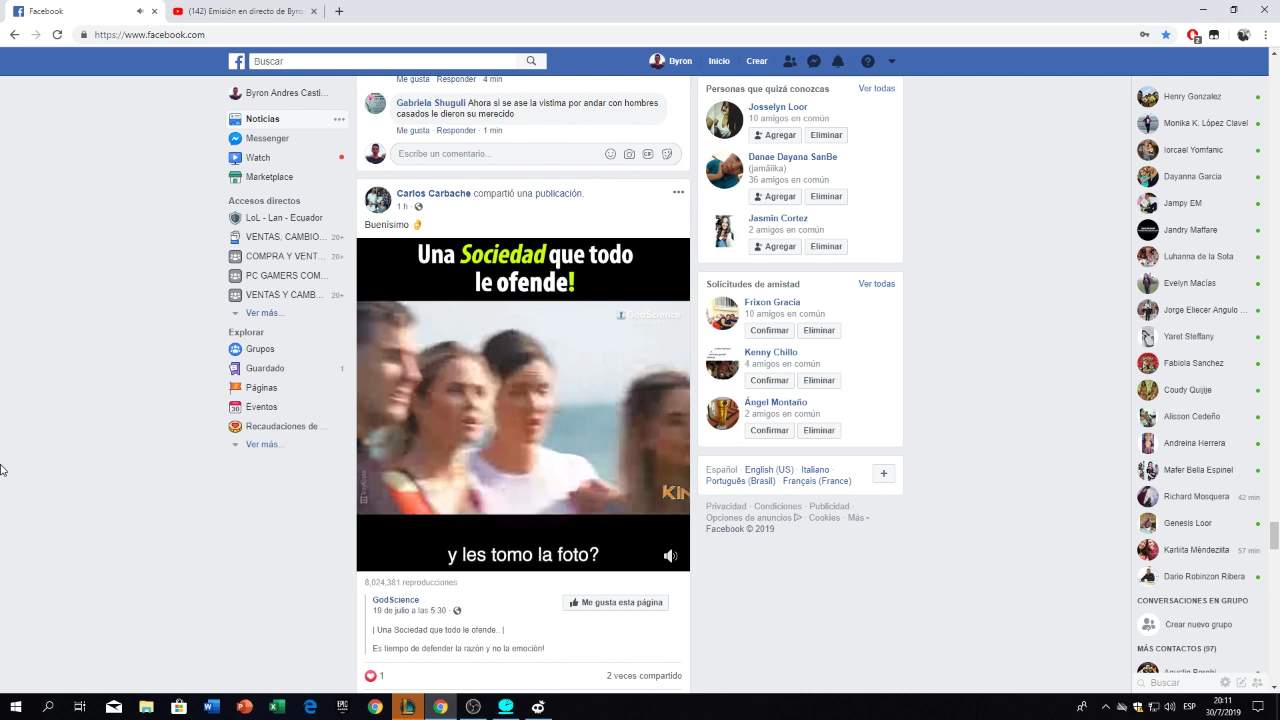 Facebook
(142) Emisión en directo de Byro
https://www.facebook.com
2
Buscar
Byron
Inicio
Crear
Byron Andres Casti...
Noticias
Messenger
Watch
Marketplace
Accesos directos
LoL - Lan - Ecuador
VENTAS, CAMBIO... 20+
COMPRA Y VENT... 20+
PC GAMERS COM...
VENTAS Y CAMB... 20+
Ver más...
Explorar
Grupos
Guardado 1
Páginas
Eventos
Recaudaciones de ...
Ver más...
Me gusta · Responder · 4 min
Gabriela Shuguli Ahora si se ase la vistima por andar con hombres
casados le dieron su merecido
Me gusta · Responder · 1 min
Escribe un comentario...
Carlos Carbache compartió una publicación.
1 h ·
Buenísimo
Una Sociedad que todo
le ofende!
GodScience
KIN
y les tomo la foto?
8,024,381 reproducciones
GodScience
19 de julio a las 5:30 ·
Me gusta esta página
| Una Sociedad que todo le ofende.. |
Es tiempo de defender la razón y no la emoción!
1
2 veces compartido
Personas que quizá conozcas
Ver todas
Josselyn Loor
10 amigos en común
Agregar
Eliminar
Danae Dayana SanBe
(jamâiika)
36 amigos en común
Agregar
Eliminar
Jasmin Cortez
2 amigos en común
Agregar
Eliminar
Solicitudes de amistad
Ver todas
Frixon Gracia
10 amigos en común
Confirmar
Eliminar
Kenny Chillo
4 amigos en común
Confirmar
Eliminar
Ángel Montaño
2 amigos en común
Confirmar
Eliminar
Español · English (US) · Italiano ·
Português (Brasil) · Français (France)
Privacidad · Condiciones · Publicidad ·
Opciones de anuncios · Cookies · Más
Facebook © 2019
Henry Gonzalez
Monika K. López Clavel
Iorcael Yomfanic
Dayanna Garcia
Jampy EM
Jandry Maffare
Luhanna de la Sota
Evelyn Macías
Jorge Eliecer Angulo ...
Yaret Steffany
Fabiola Sanchez
Coudy Quijije
Alisson Cedeño
Andreina Herrera
Mafer Bella Espinel
Richard Mosquera 42 min
Genesis Loor
Karliita Mèndeziita 57 min
Dario Robinzon Ribera
CONVERSACIONES EN GRUPO
Crear nuevo grupo
MÁS CONTACTOS (97)
Buscar
ESP
20:11
30/7/2019